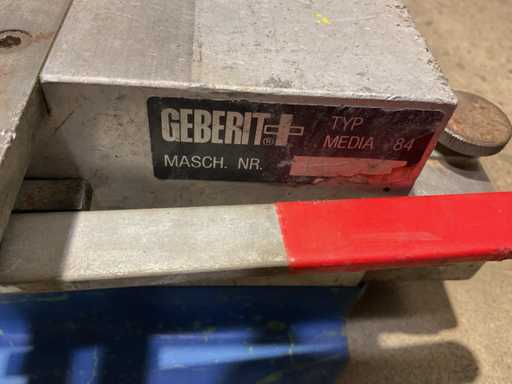 GEBERIT® TYP
MEDIA 84
MASCH. NR.